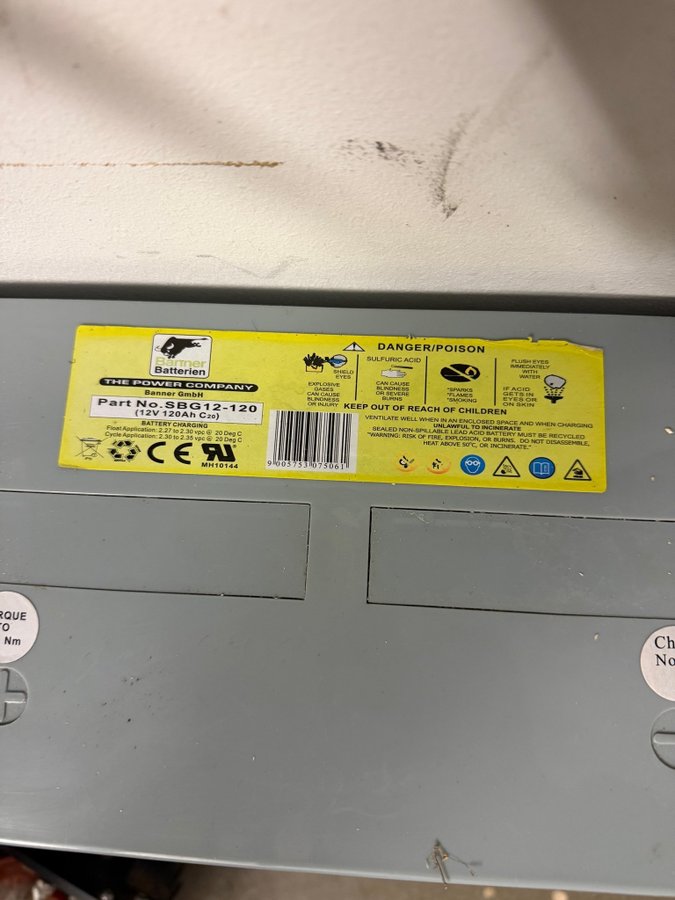 Banner
Batterien
THE POWER COMPANY
Banner GmbH
Part No.SBG12-120
(12V 120Ah C20)
BATTERY CHARGING
Float Application: 2.27 to 2.30 vpc @ 20 Deg C
Cycle Application: 2.30 to 2.35 vpc @ 20 Deg C
CE
MH10144
9 005753 075061
DANGER/POISON
SHIELD
EYES
EXPLOSIVE
GASES
CAN CAUSE
BLINDNESS
OR INJURY
SULFURIC ACID
CAN CAUSE
BLINDNESS
OR SEVERE
BURNS
*SPARKS
*FLAMES
*SMOKING
FLUSH EYES
IMMEDIATELY
WITH
WATER
IF ACID
GETS IN
EYES OR
ON SKIN
KEEP OUT OF REACH OF CHILDREN
VENTILATE WELL WHEN IN AN ENCLOSED SPACE AND WHEN CHARGING
UNLAWFUL TO INCINERATE
SEALED NON-SPILLABLE LEAD ACID BATTERY MUST BE RECYCLED
"WARNING: RISK OF FIRE, EXPLOSION, OR BURNS. DO NOT DISASSEMBLE,
HEAT ABOVE 50°C, OR INCINERATE."
RQUE
TO
Nm
+
Ch
No
-